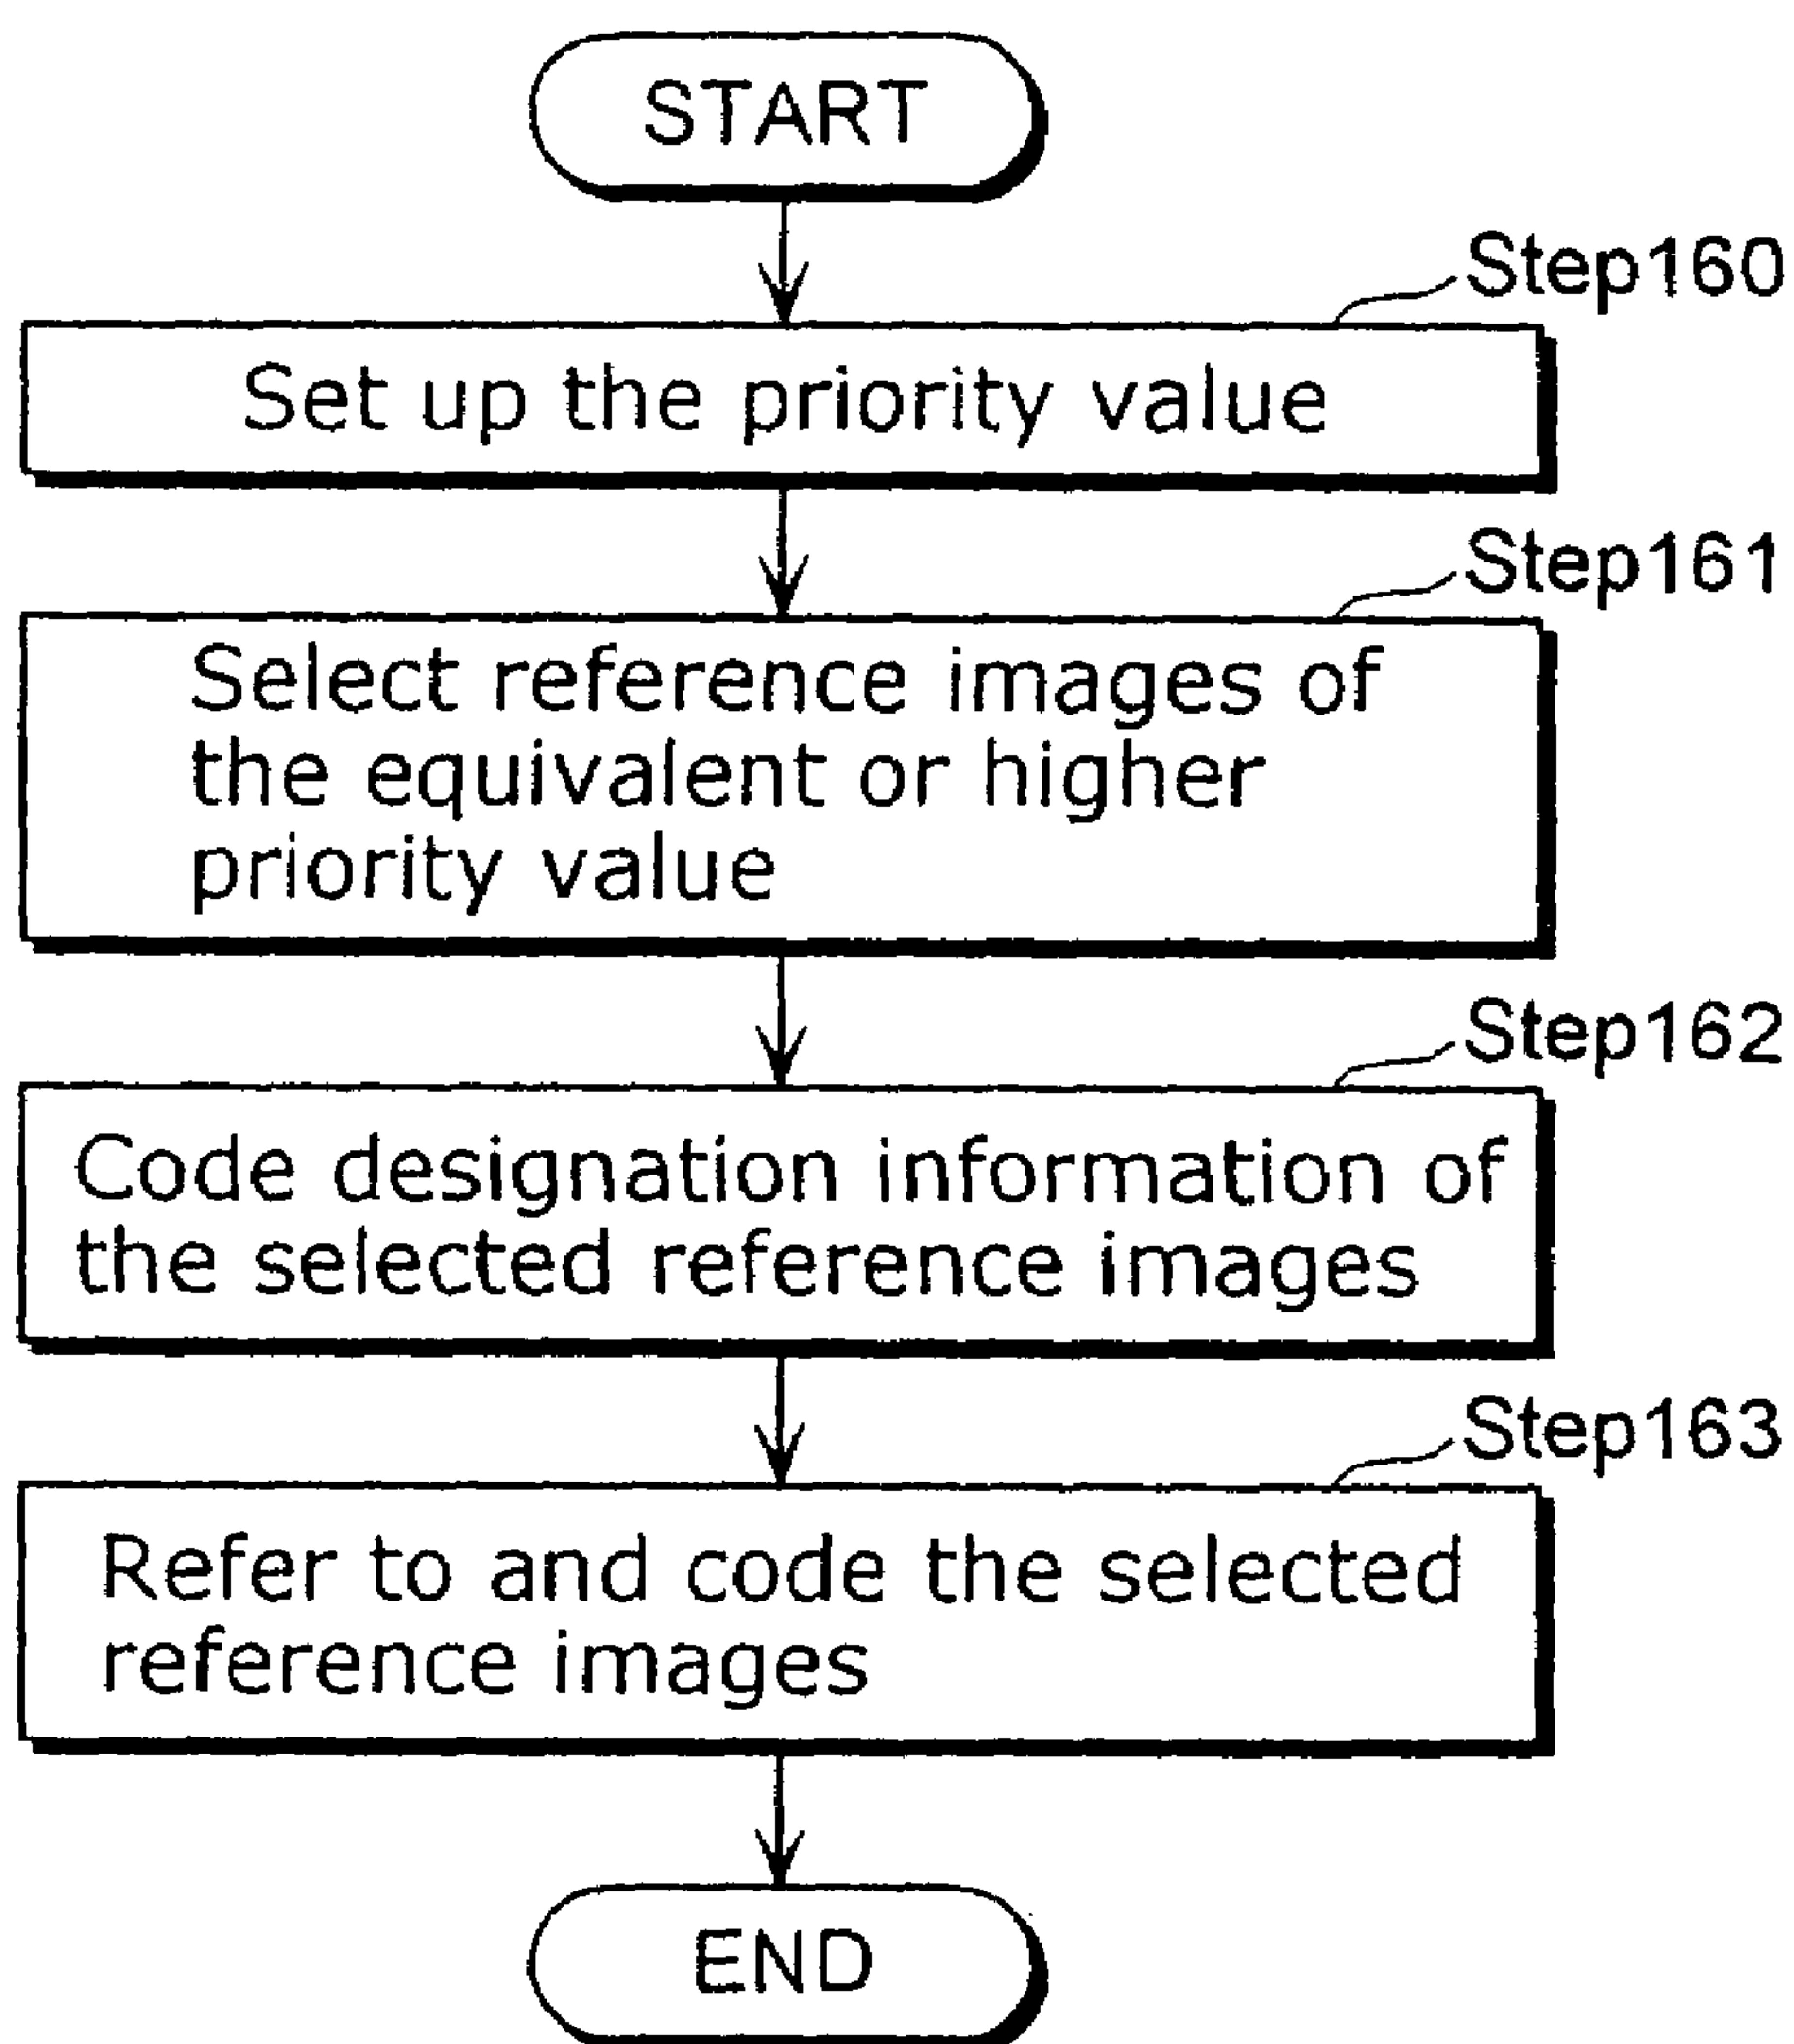 START
Step160
Set up the priority value
Step161
Select reference images of
the equivalent or higher
priority value
Step162
Code designation information of
the selected reference images
Step163
Refer to and code the selected
reference images
END